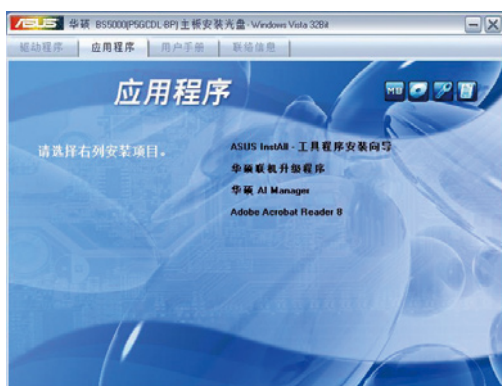 ASUS 华硕 BS5000(P5GCDL-BP)主板安装光盘-Windows Vista 32Bit
驱动程序 应用程序 用户手册 联络信息
应用程序
MB
请选择右列安装项目。
ASUS InstAll - 工具程序安装向导
华硕联机升级程序
华硕 AI Manager
Adobe Acrobat Reader 8